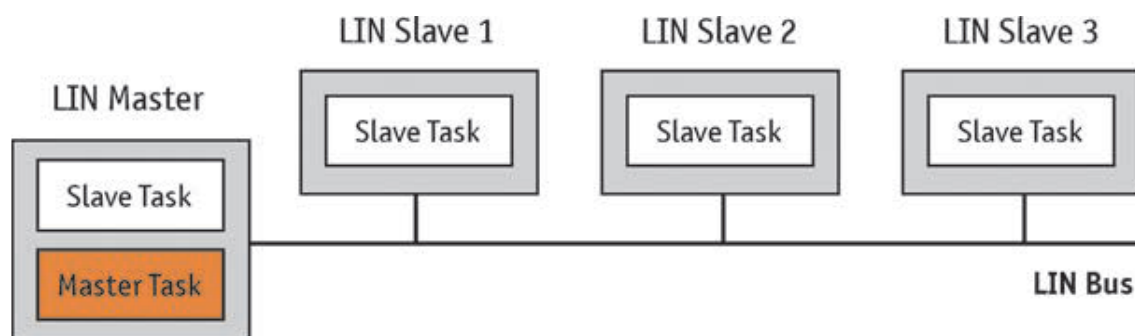 LIN Slave 1
LIN Slave 2
LIN Slave 3
LIN Master
Slave Task
Slave Task
Slave Task
Slave Task
Master Task
LIN Bus